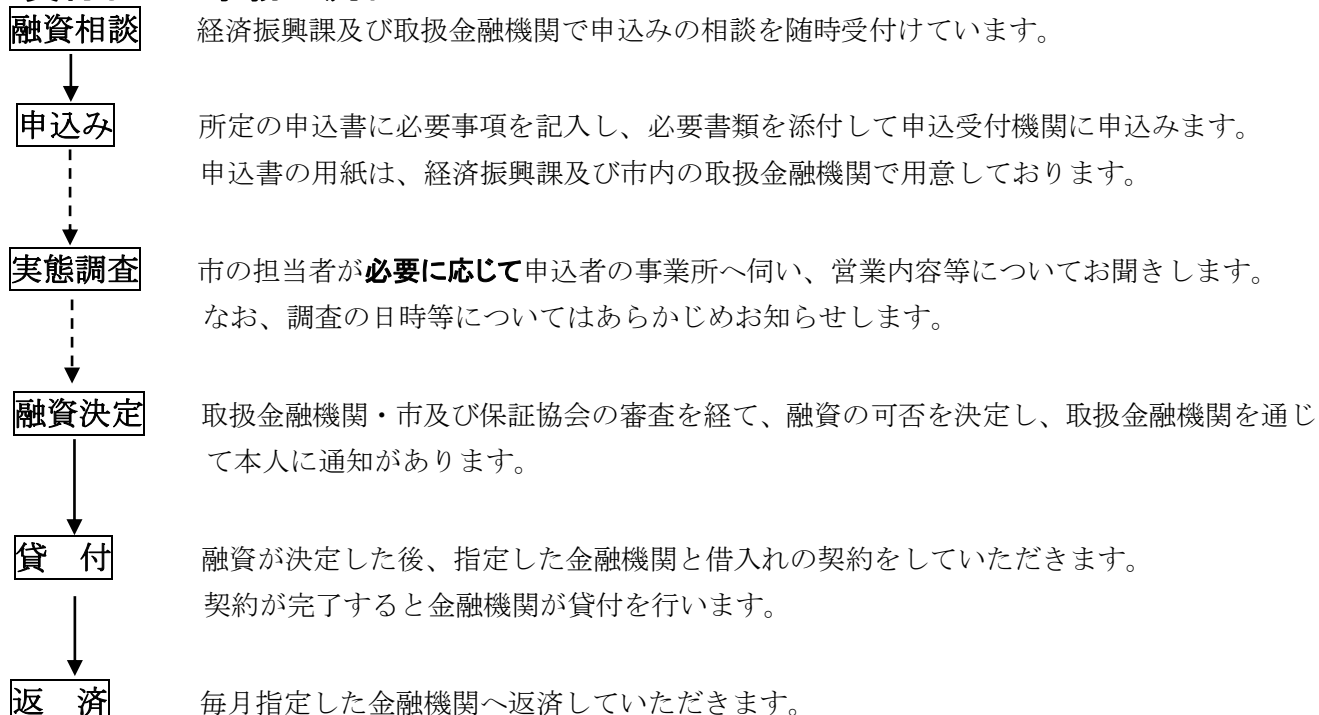 融資相談 経済振興課及び取扱金融機関で申込みの相談を随時受付けています。
申込み 所定の申込書に必要事項を記入し、必要書類を添付して申込受付機関に申込みます。
申込書の用紙は、経済振興課及び市内の取扱金融機関で用意しております。
実態調査 市の担当者が必要に応じて申込者の事業所へ伺い、営業内容等についてお聞きします。
なお、調査の日時等についてはあらかじめお知らせします。
融資決定 取扱金融機関・市及び保証協会の審査を経て、融資の可否を決定し、取扱金融機関を通じ
て本人に通知があります。
貸 付 融資が決定した後、指定した金融機関と借入れの契約をしていただきます。
契約が完了すると金融機関が貸付を行います。
返 済 毎月指定した金融機関へ返済していただきます。